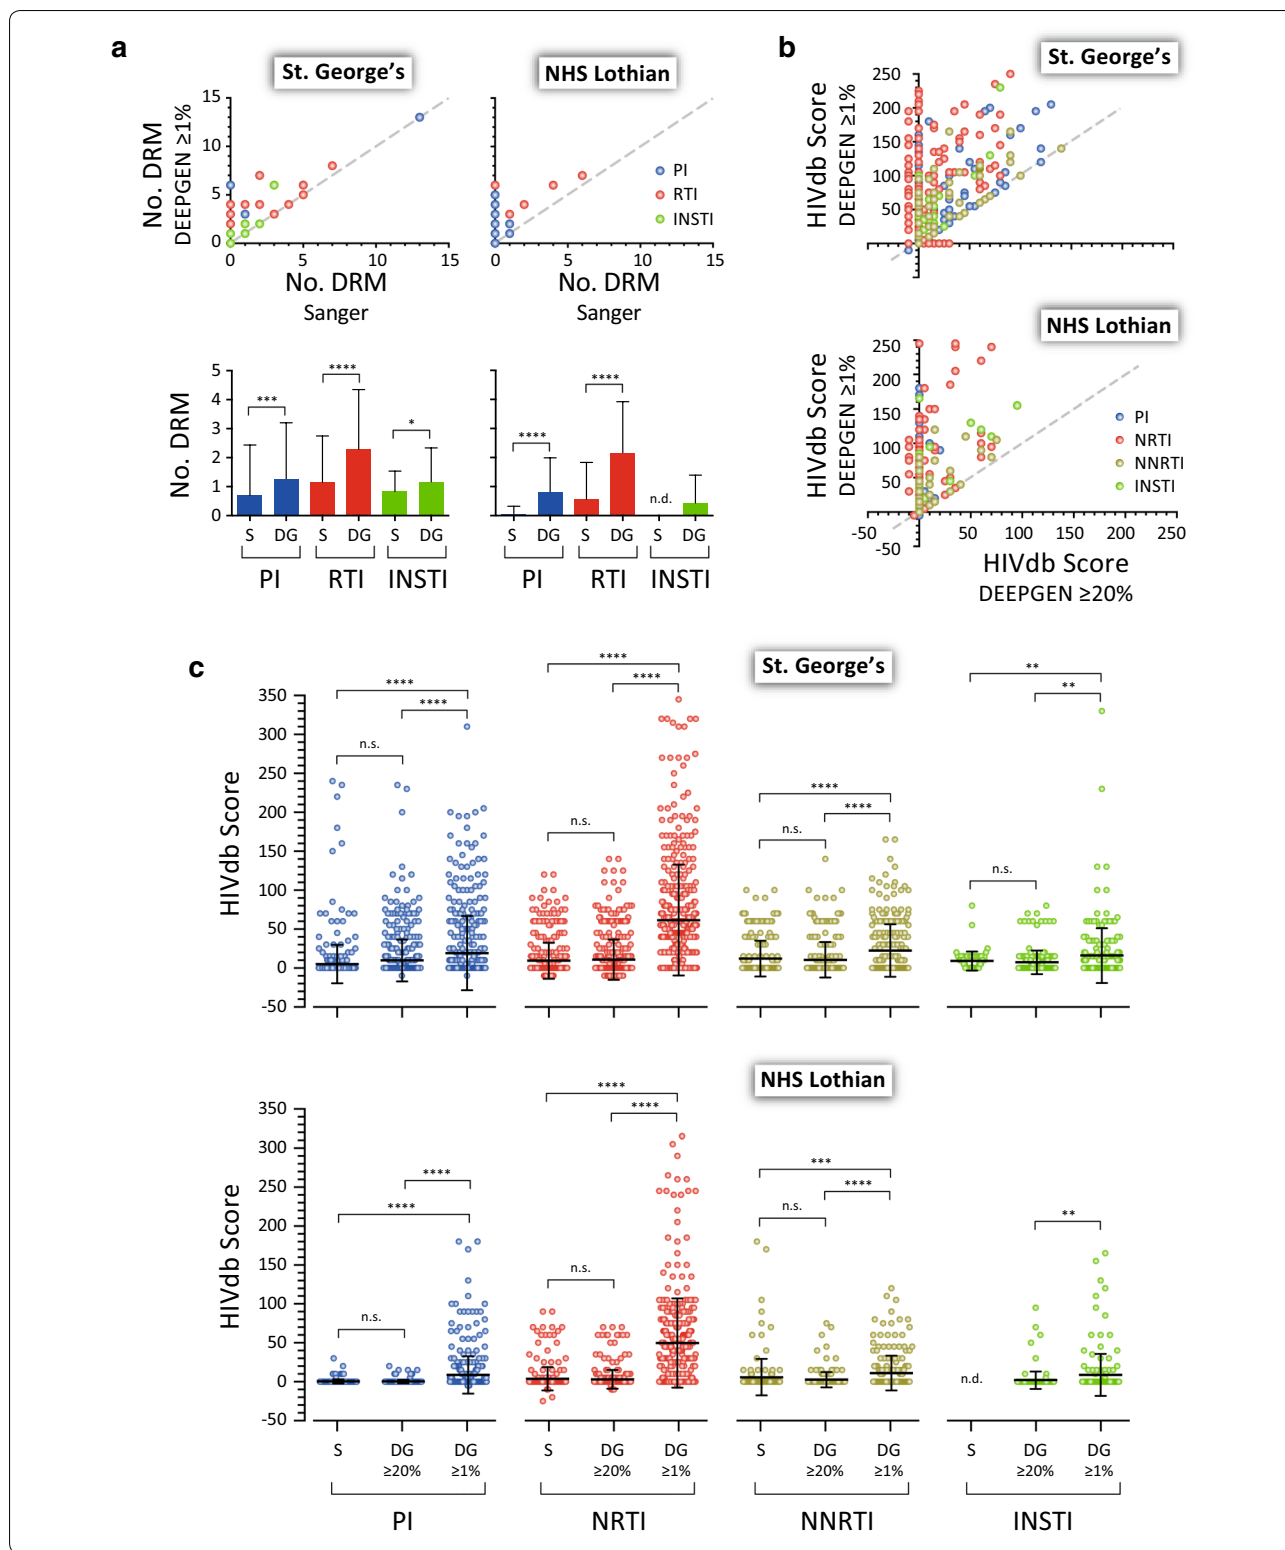 a
St. George's
NHS Lothian
No. DRM
DEEPGEN ≥1%
15
10
5
0
0
5
10
15
No. DRM
Sanger
PI
RTI
INSTI
0
5
10
15
No. DRM
Sanger
No. DRM
5
4
3
2
1
0
***
****
*
S
DG
S
DG
S
DG
PI
RTI
INSTI
****
****
n.d.
S
DG
S
DG
S
DG
PI
RTI
INSTI
b
St. George's
HIVdb Score
DEEPGEN ≥1%
250
200
150
100
50
0
NHS Lothian
HIVdb Score
DEEPGEN ≥1%
250
200
150
100
50
0
-50
PI
NRTI
NNRTI
INSTI
-50
0
50
100
150
200
250
HIVdb Score
DEEPGEN ≥20%
c
St. George's
HIVdb Score
350
300
250
200
150
100
50
0
-50
****
****
n.s.
****
****
n.s.
****
****
n.s.
**
**
n.s.
NHS Lothian
HIVdb Score
350
300
250
200
150
100
50
0
-50
****
****
n.s.
****
****
n.s.
***
****
n.s.
**
n.d.
S
DG
≥20%
DG
≥1%
S
DG
≥20%
DG
≥1%
S
DG
≥20%
DG
≥1%
S
DG
≥20%
DG
≥1%
PI
NRTI
NNRTI
INSTI